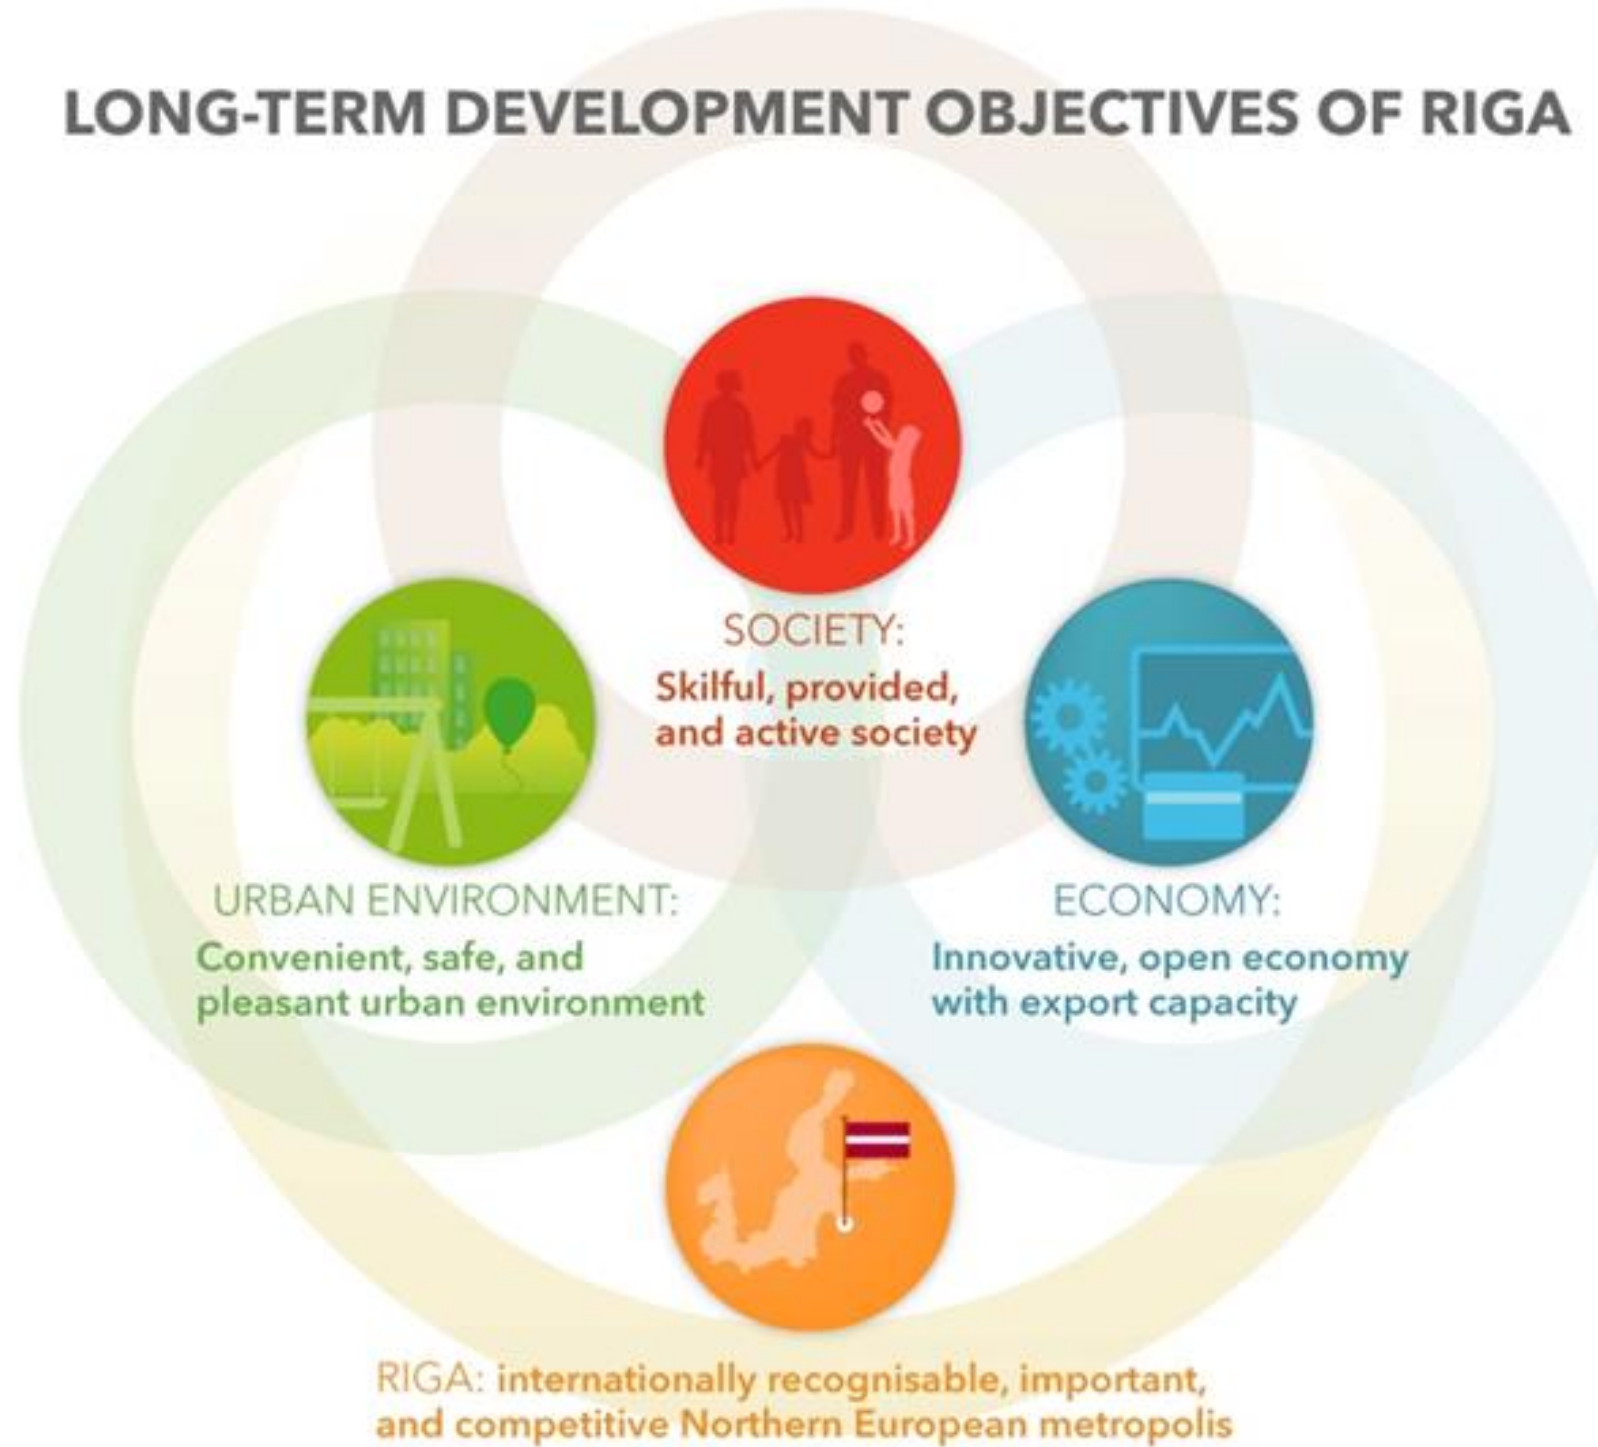 LONG-TERM DEVELOPMENT OBJECTIVES OF RIGA
SOCIETY:
Skilful, provided,
and active society
URBAN ENVIRONMENT:
Convenient, safe, and
pleasant urban environment
ECONOMY:
Innovative, open economy
with export capacity
RIGA: internationally recognisable, important,
and competitive Northern European metropolis